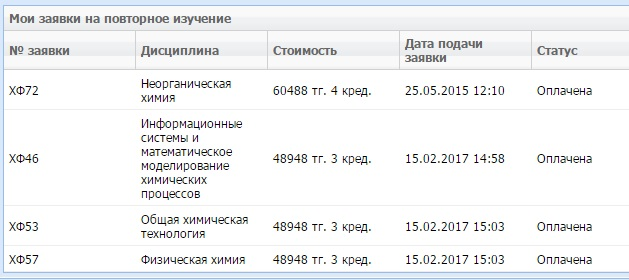 Мои заявки на повторное изучение
№ заявки Дисциплина Стоимость Дата подачи заявки Статус
ХФ72 Неорганическая химия 60488 тг. 4 кред. 25.05.2015 12:10 Оплачена
ХФ46 Информационные системы и математическое моделирование химических процессов 48948 тг. 3 кред. 15.02.2017 14:58 Оплачена
ХФ53 Общая химическая технология 48948 тг. 3 кред. 15.02.2017 15:03 Оплачена
ХФ57 Физическая химия 48948 тг. 3 кред. 15.02.2017 15:03 Оплачена